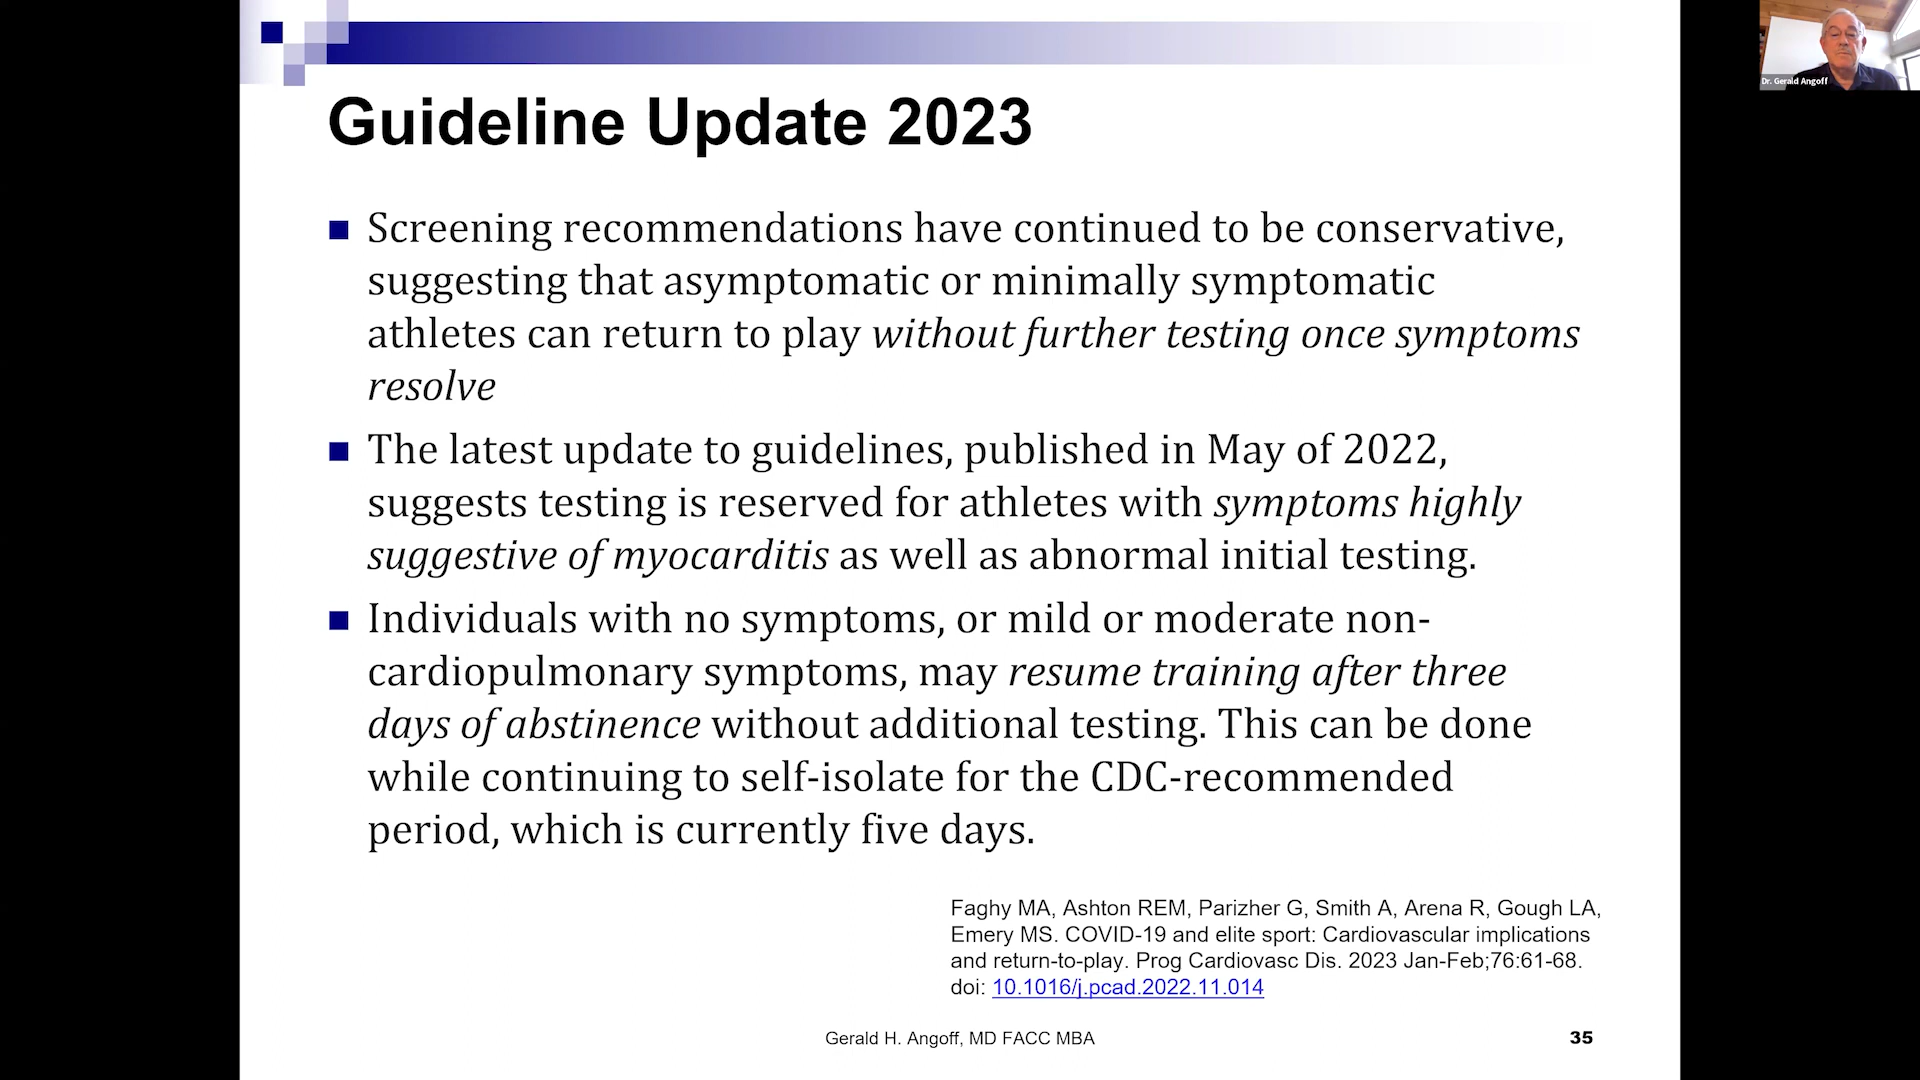 Guideline Update 2023
Screening recommendations have continued to be conservative,
suggesting that asymptomatic or minimally symptomatic
athletes can return to play without further testing once symptoms
resolve
The latest update to guidelines, published in May of 2022,
suggests testing is reserved for athletes with symptoms highly
suggestive of myocarditis as well as abnormal initial testing.
Individuals with no symptoms, or mild or moderate non-
cardiopulmonary symptoms, may resume training after three
days of abstinence without additional testing. This can be done
while continuing to self-isolate for the CDC-recommended
period, which is currently five days.
Faghy MA, Ashton REM, Parizher G, Smith A, Arena R, Gough LA,
Emery MS. COVID-19 and elite sport: Cardiovascular implications
and return-to-play. Prog Cardiovasc Dis. 2023 Jan-Feb;76:61-68.
doi: 10.1016/j.pcad.2022.11.014
Gerald H. Angoff, MD FACC MBA
35
Dr. Gerald Angoff